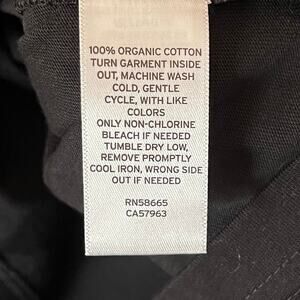 100% ORGANIC COTTON
TURN GARMENT INSIDE
OUT, MACHINE WASH
COLD, GENTLE
CYCLE, WITH LIKE
COLORS
ONLY NON-CHLORINE
BLEACH IF NEEDED
TUMBLE DRY LOW,
REMOVE PROMPTLY
COOL IRON, WRONG SIDE
OUT IF NEEDED
RN58665
CA57963